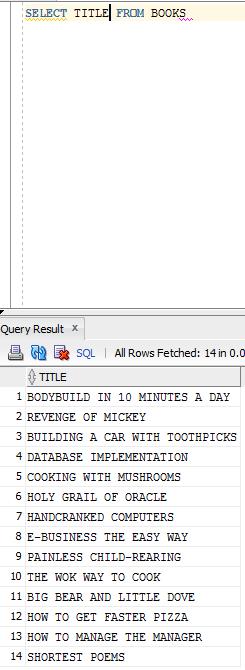 SELECT TITLE FROM BOOKS
Query Result x
SQL | All Rows Fetched: 14 in 0.0
TITLE
1 BODYBUILD IN 10 MINUTES A DAY
2 REVENGE OF MICKEY
3 BUILDING A CAR WITH TOOTHPICKS
4 DATABASE IMPLEMENTATION
5 COOKING WITH MUSHROOMS
6 HOLY GRAIL OF ORACLE
7 HANDCRANKED COMPUTERS
8 E-BUSINESS THE EASY WAY
9 PAINLESS CHILD-REARING
10 THE WOK WAY TO COOK
11 BIG BEAR AND LITTLE DOVE
12 HOW TO GET FASTER PIZZA
13 HOW TO MANAGE THE MANAGER
14 SHORTEST POEMS